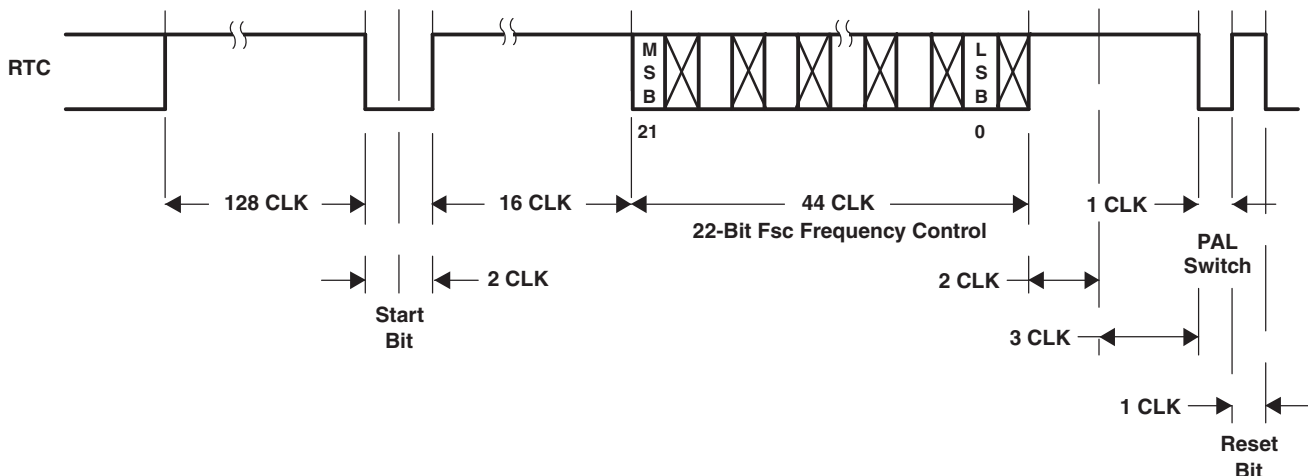 RTC
M
S
B
L
S
B
21
0
128 CLK
16 CLK
44 CLK
1 CLK
22-Bit Fsc Frequency Control
PAL
Switch
2 CLK
2 CLK
Start
Bit
3 CLK
1 CLK
Reset
Bit